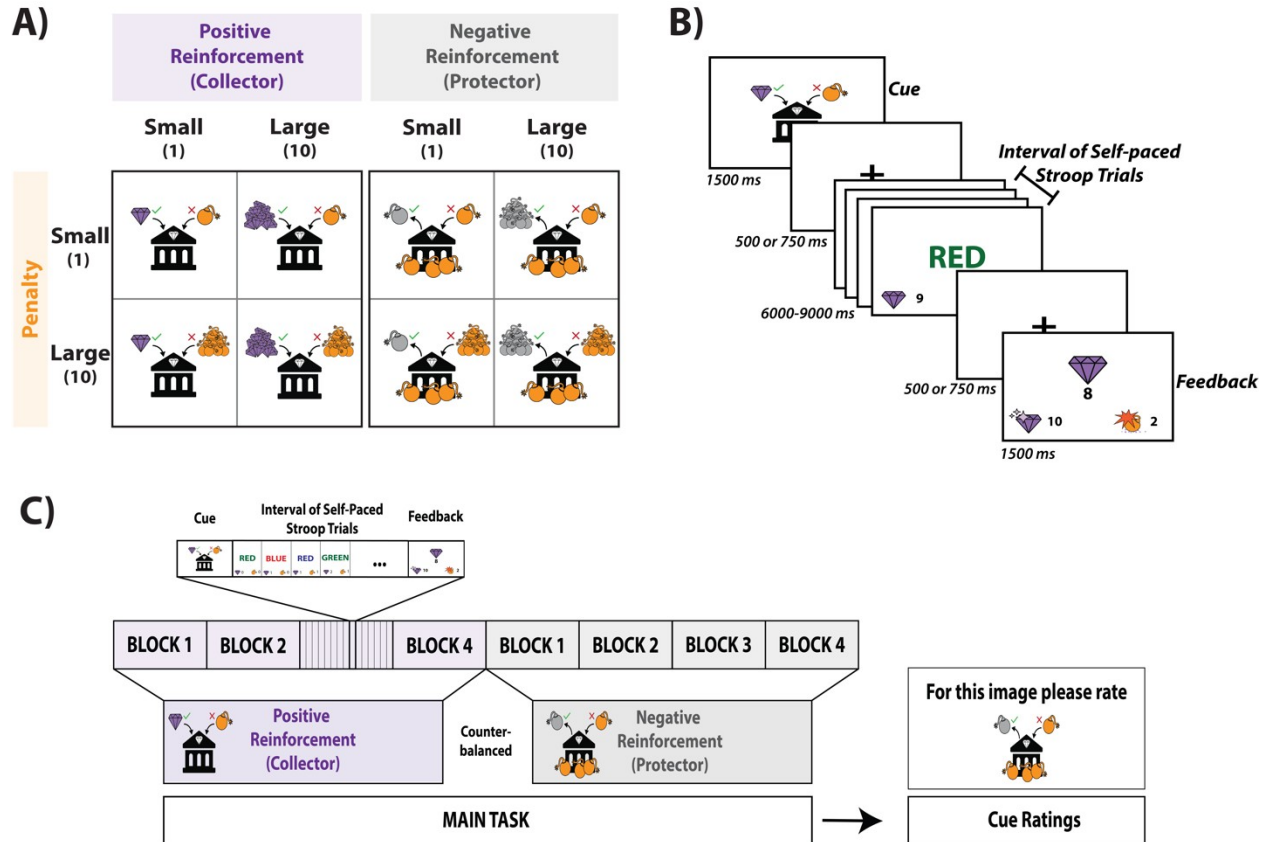 A)
Positive
Reinforcement
(Collector)
Negative
Reinforcement
(Protector)
Small
(1)
Large
(10)
Small
(1)
Large
(10)
Penalty
Small
(1)
Large
(10)
B)
Cue
1500 ms
Interval of Self-paced
Stroop Trials
500 or 750 ms
RED
9
6000-9000 ms
500 or 750 ms
8
10
2
Feedback
1500 ms
C)
Cue
Interval of Self-Paced
Stroop Trials
Feedback
RED
BLUE
RED
GREEN
...
8
10
2
BLOCK 1
BLOCK 2
BLOCK 4
BLOCK 1
BLOCK 2
BLOCK 3
BLOCK 4
Positive
Reinforcement
(Collector)
Counter-
balanced
Negative
Reinforcement
(Protector)
For this image please rate
MAIN TASK
Cue Ratings